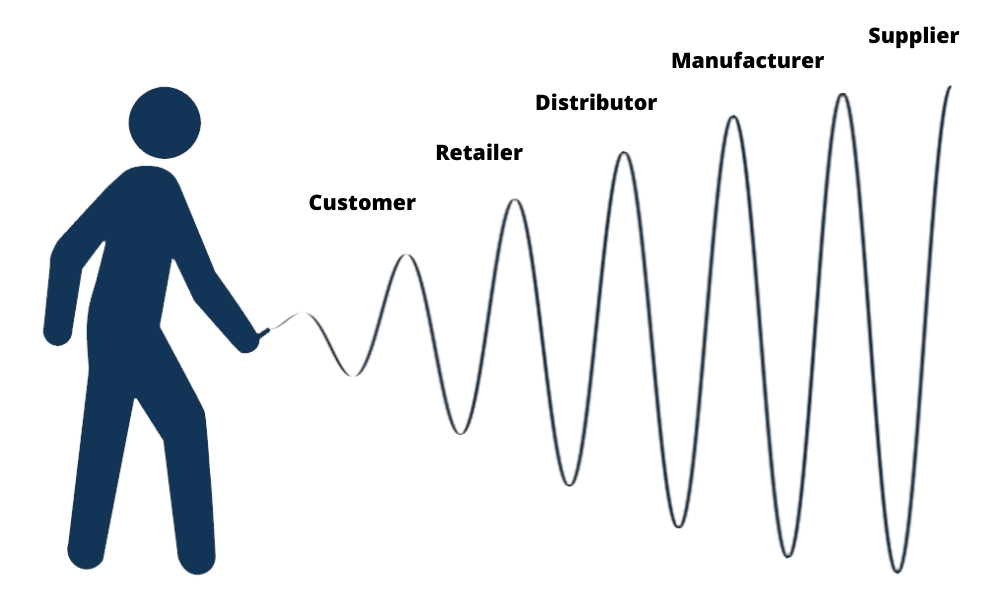 Customer
Retailer
Distributor
Manufacturer
Supplier